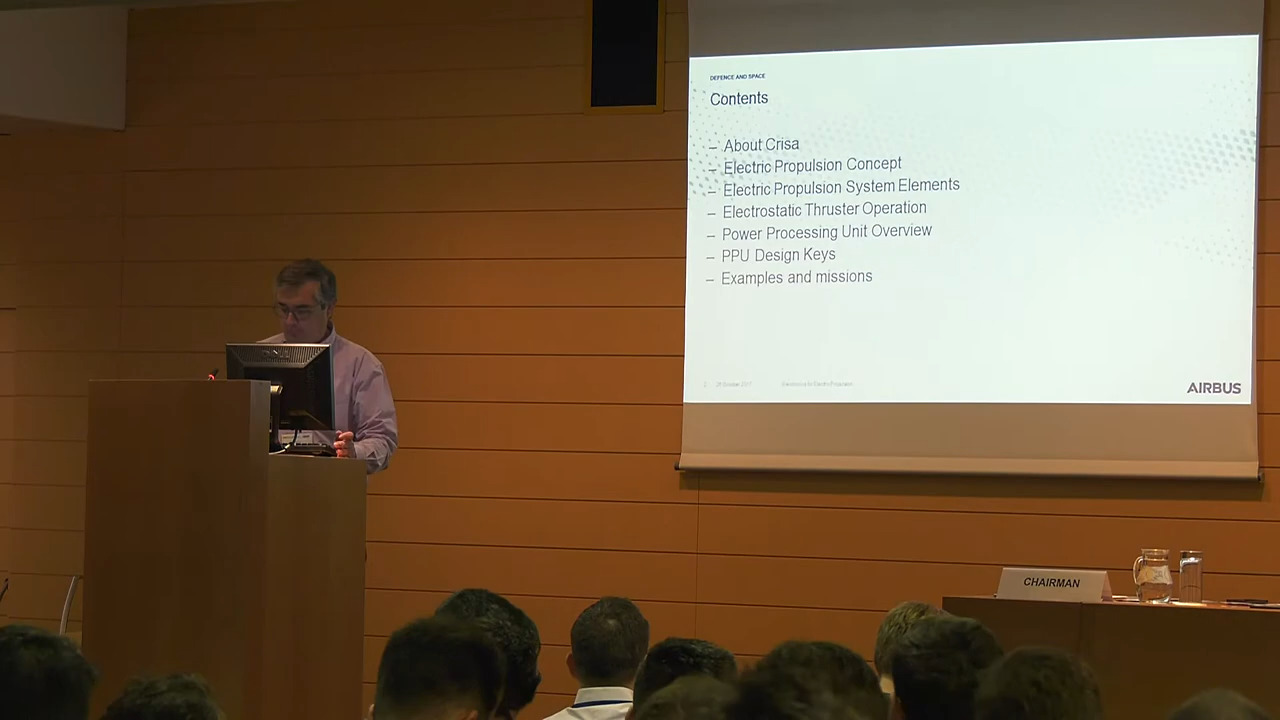 DEFENCE AND SPACE
Contents
– About Crisa
– Electric Propulsion Concept
– Electric Propulsion System Elements
– Electrostatic Thruster Operation
– Power Processing Unit Overview
– PPU Design Keys
– Examples and missions
AIRBUS
CHAIRMAN